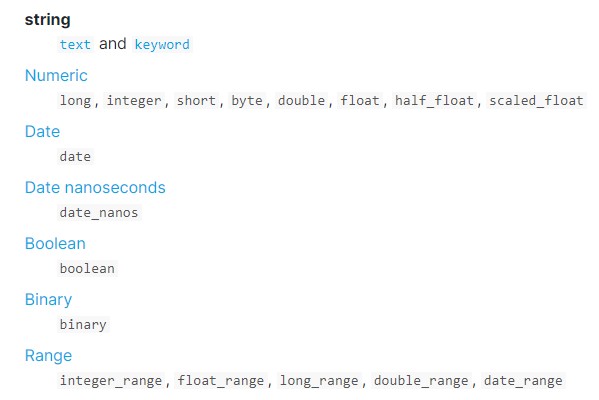 string
text and keyword
Numeric
long, integer, short, byte, double, float, half_float, scaled_float
Date
date
Date nanoseconds
date_nanos
Boolean
boolean
Binary
binary
Range
integer_range, float_range, long_range, double_range, date_range